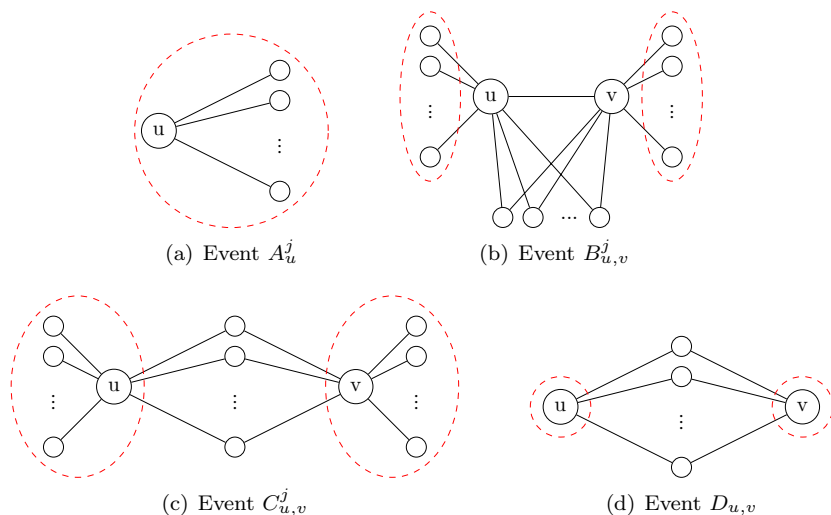 u
⋮
(a) Event $A_u^j$
u v
⋮ ⋮
...
(b) Event $B_{u,v}^j$
u v
⋮ ⋮ ⋮
(c) Event $C_{u,v}^j$
u v
⋮
(d) Event $D_{u,v}$